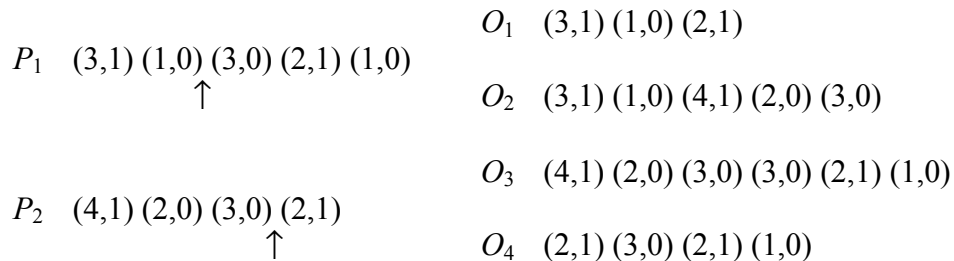 P₁ (3,1) (1,0) (3,0) (2,1) (1,0)
↑
P₂ (4,1) (2,0) (3,0) (2,1)
↑
O₁ (3,1) (1,0) (2,1)
O₂ (3,1) (1,0) (4,1) (2,0) (3,0)
O₃ (4,1) (2,0) (3,0) (3,0) (2,1) (1,0)
O₄ (2,1) (3,0) (2,1) (1,0)